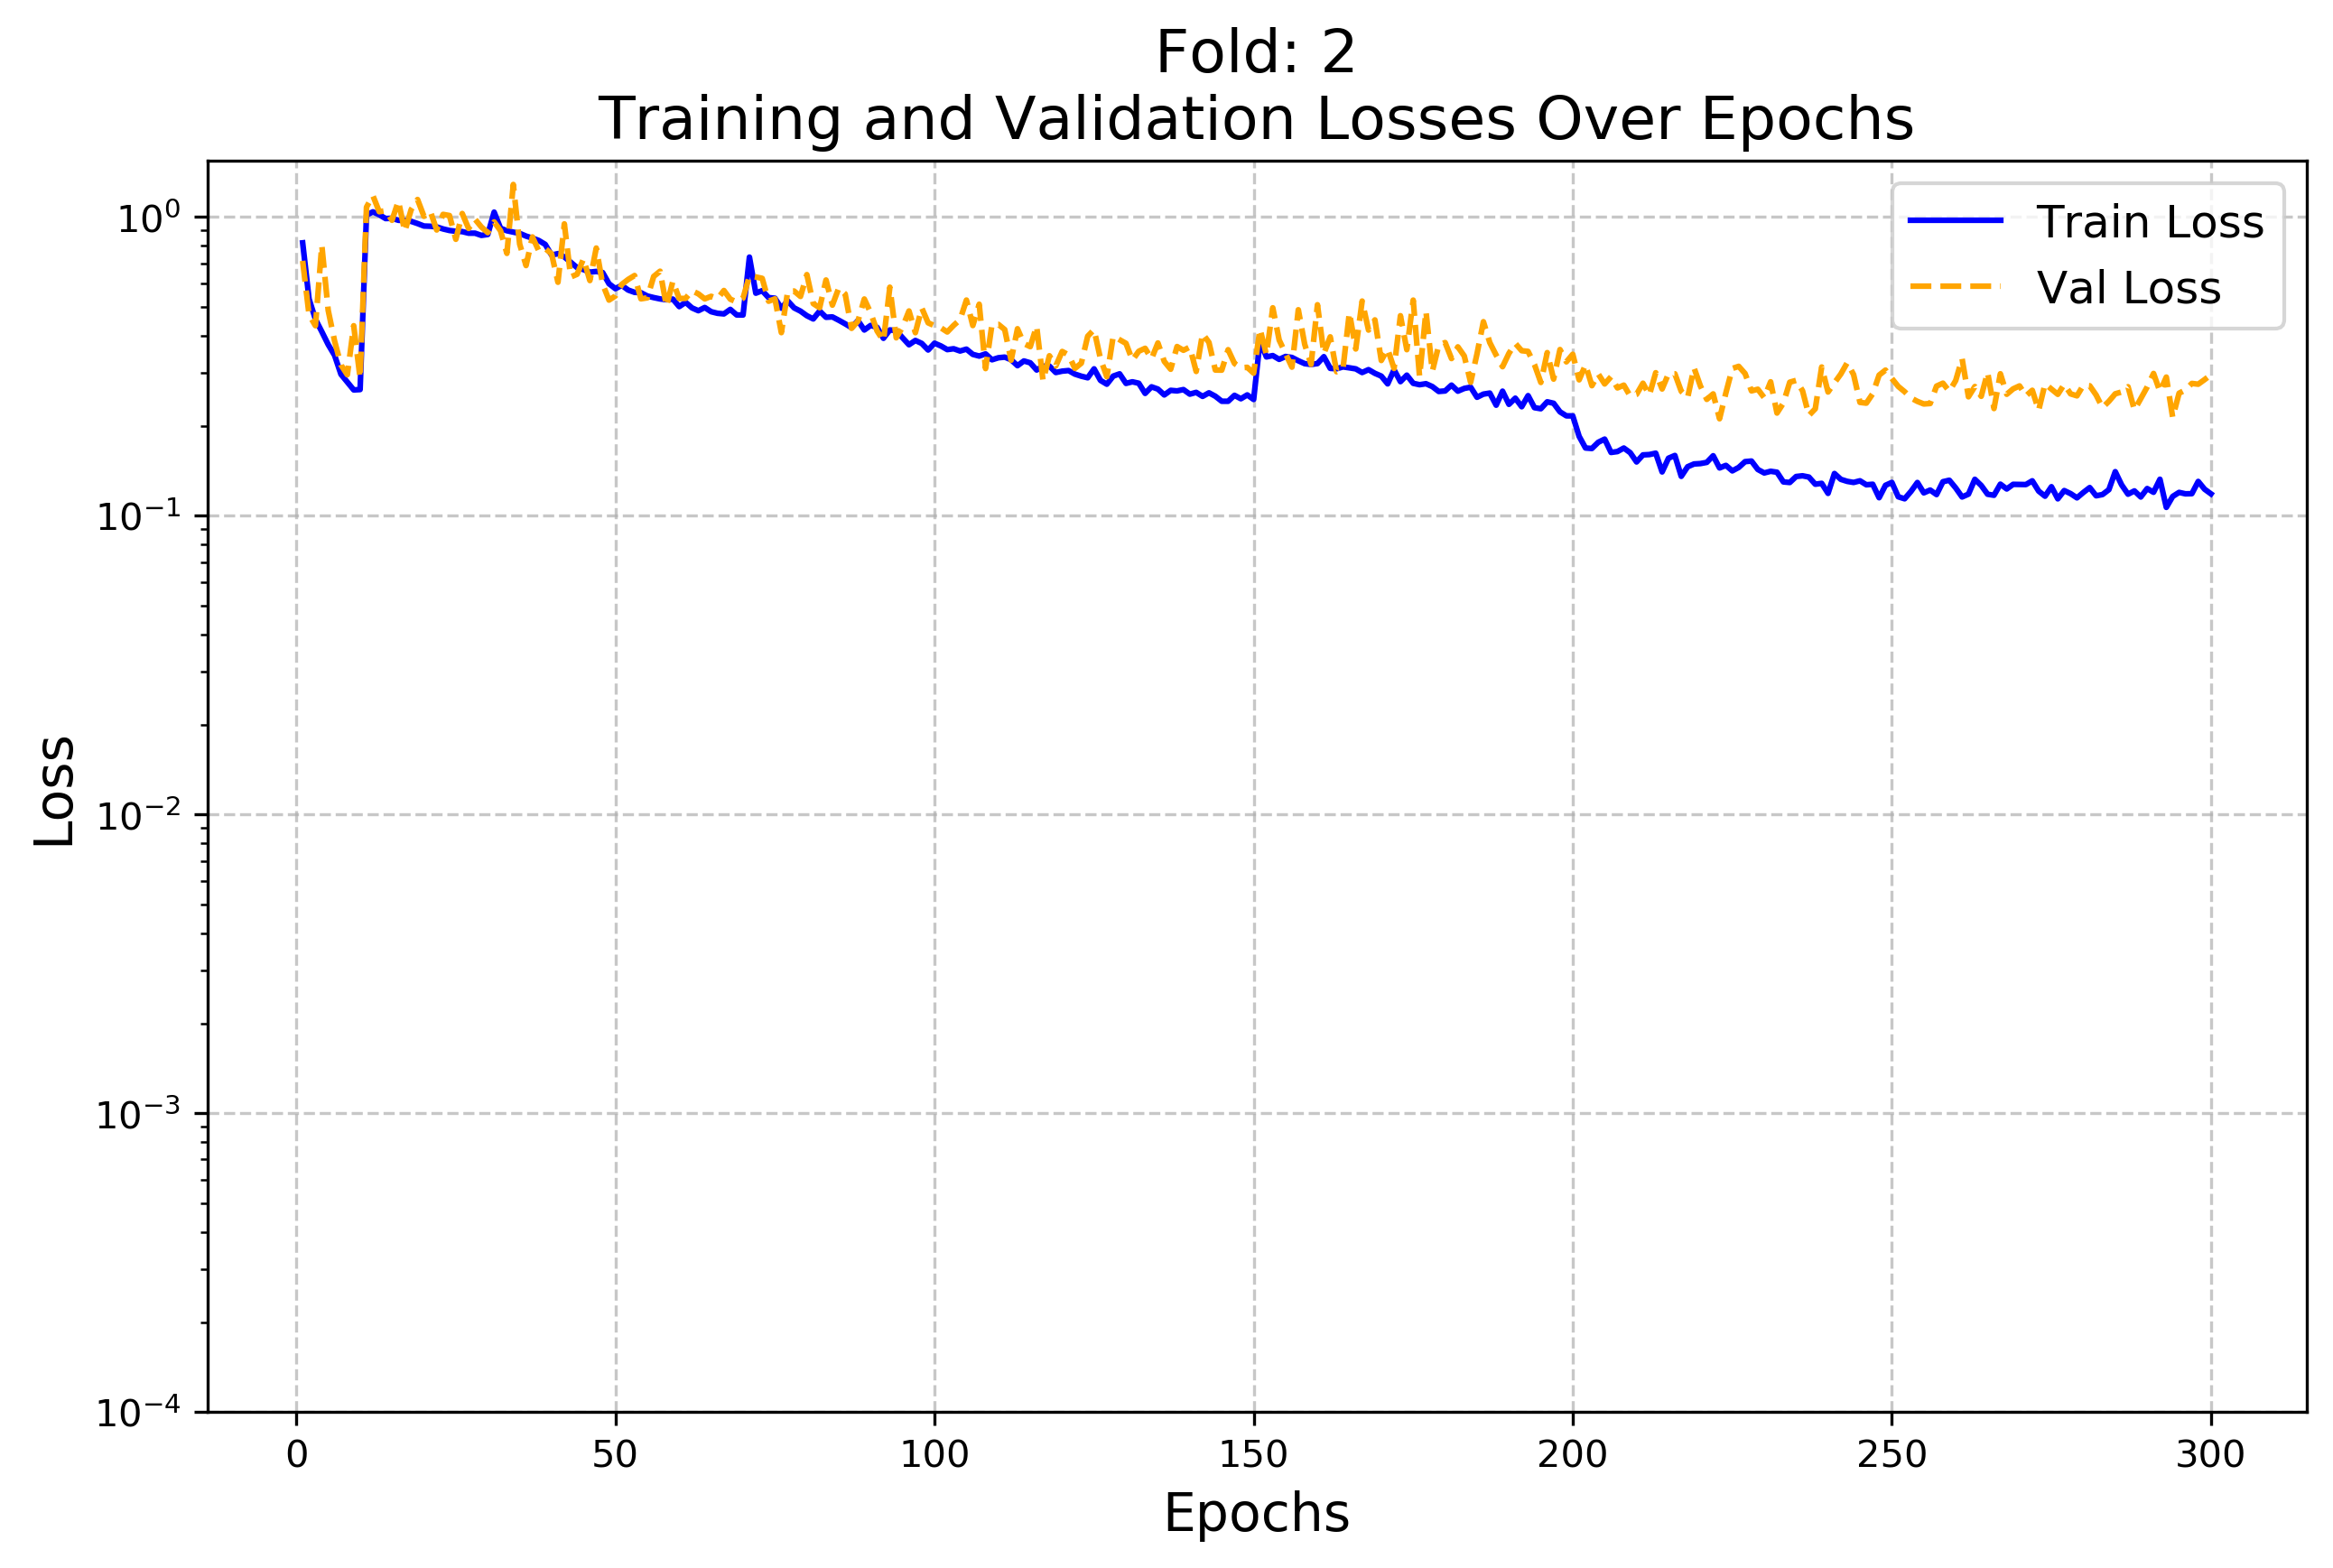 Fold: 2
Training and Validation Losses Over Epochs
Train Loss
Val Loss
10⁰
10⁻¹
10⁻²
10⁻³
10⁻⁴
Loss
0 50 100 150 200 250 300
Epochs